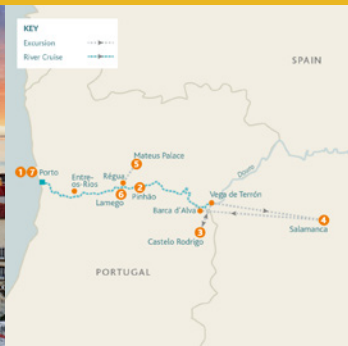 KEY
Excursion
River Cruise
SPAIN
Mateus Palace
5
1 7 Porto
Entre-
os-Rios
Régua
2
6
Pinhão
Lamego
Douro
Vega de Terrón
Barca d'Alva
4
Salamanca
3
Castelo Rodrigo
PORTUGAL